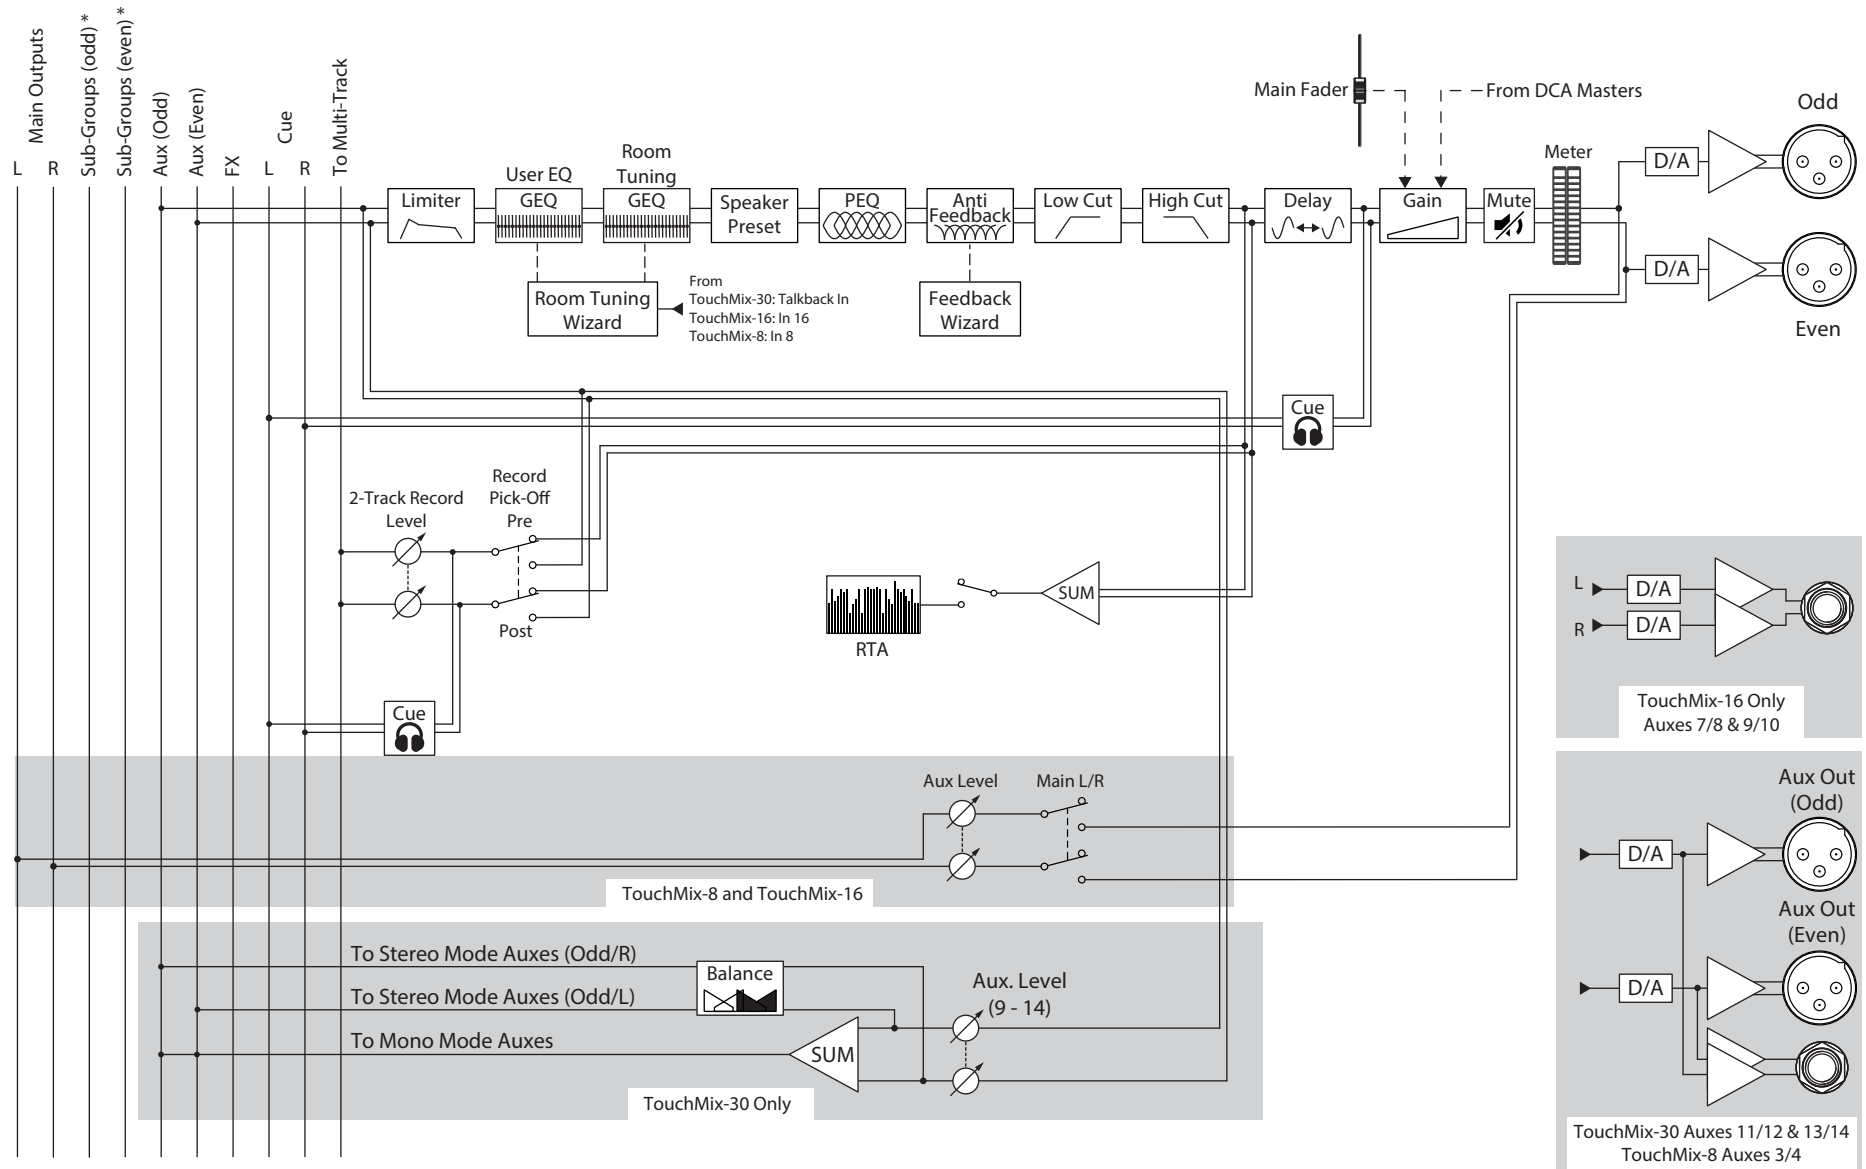 Main Outputs
L
R
Sub-Groups (odd) *
Sub-Groups (even) *
Aux (Odd)
Aux (Even)
FX
Cue
L
R
To Multi-Track
Limiter
User EQ
GEQ
Room
Tuning
GEQ
Speaker
Preset
PEQ
Anti
Feedback
Low Cut
High Cut
Delay
Gain
Mute
Meter
Main Fader
From DCA Masters
D/A
Odd
D/A
Even
Room Tuning
Wizard
From
TouchMix-30: Talkback In
TouchMix-16: In 16
TouchMix-8: In 8
Feedback
Wizard
Cue
2-Track Record
Level
Record
Pick-Off
Pre
Post
RTA
SUM
Cue
L
D/A
R
D/A
TouchMix-16 Only
Auxes 7/8 & 9/10
Aux Level
Main L/R
TouchMix-8 and TouchMix-16
To Stereo Mode Auxes (Odd/R)
To Stereo Mode Auxes (Odd/L)
To Mono Mode Auxes
Balance
SUM
Aux. Level
(9 - 14)
TouchMix-30 Only
Aux Out
(Odd)
D/A
Aux Out
(Even)
D/A
TouchMix-30 Auxes 11/12 & 13/14
TouchMix-8 Auxes 3/4